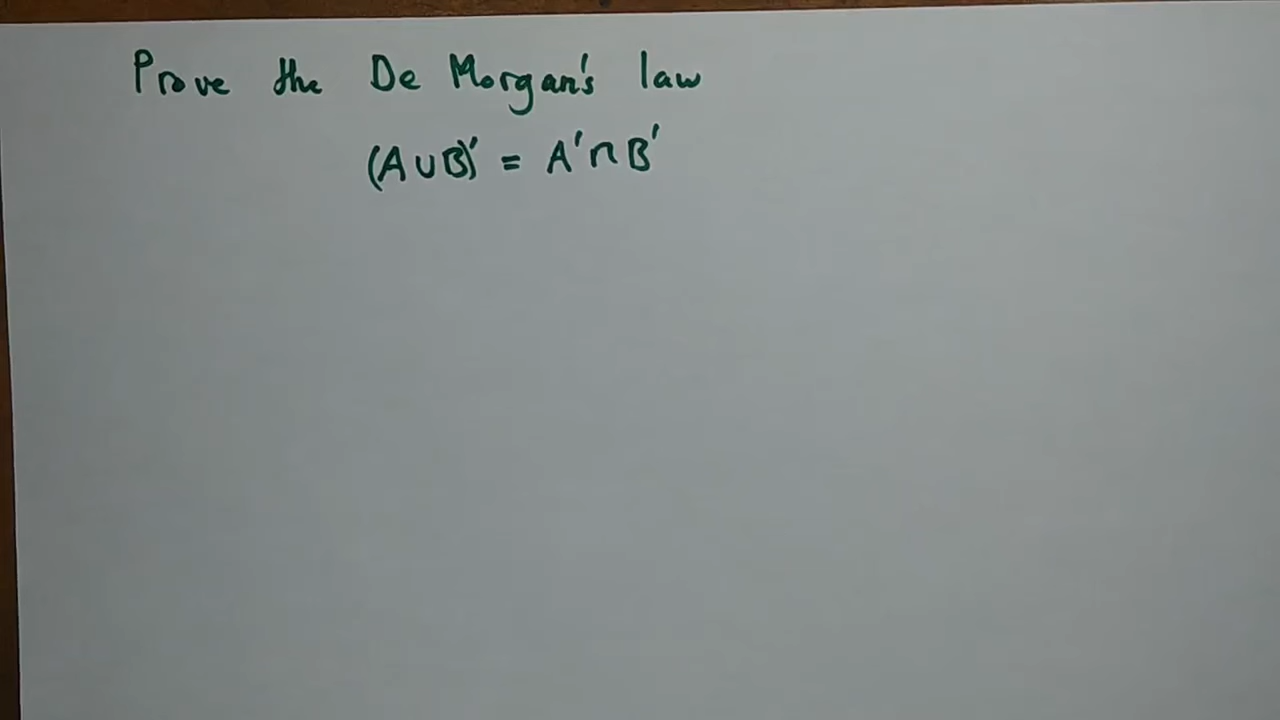 Prove the De Morgan's law
(A∪B)' = A'∩B'